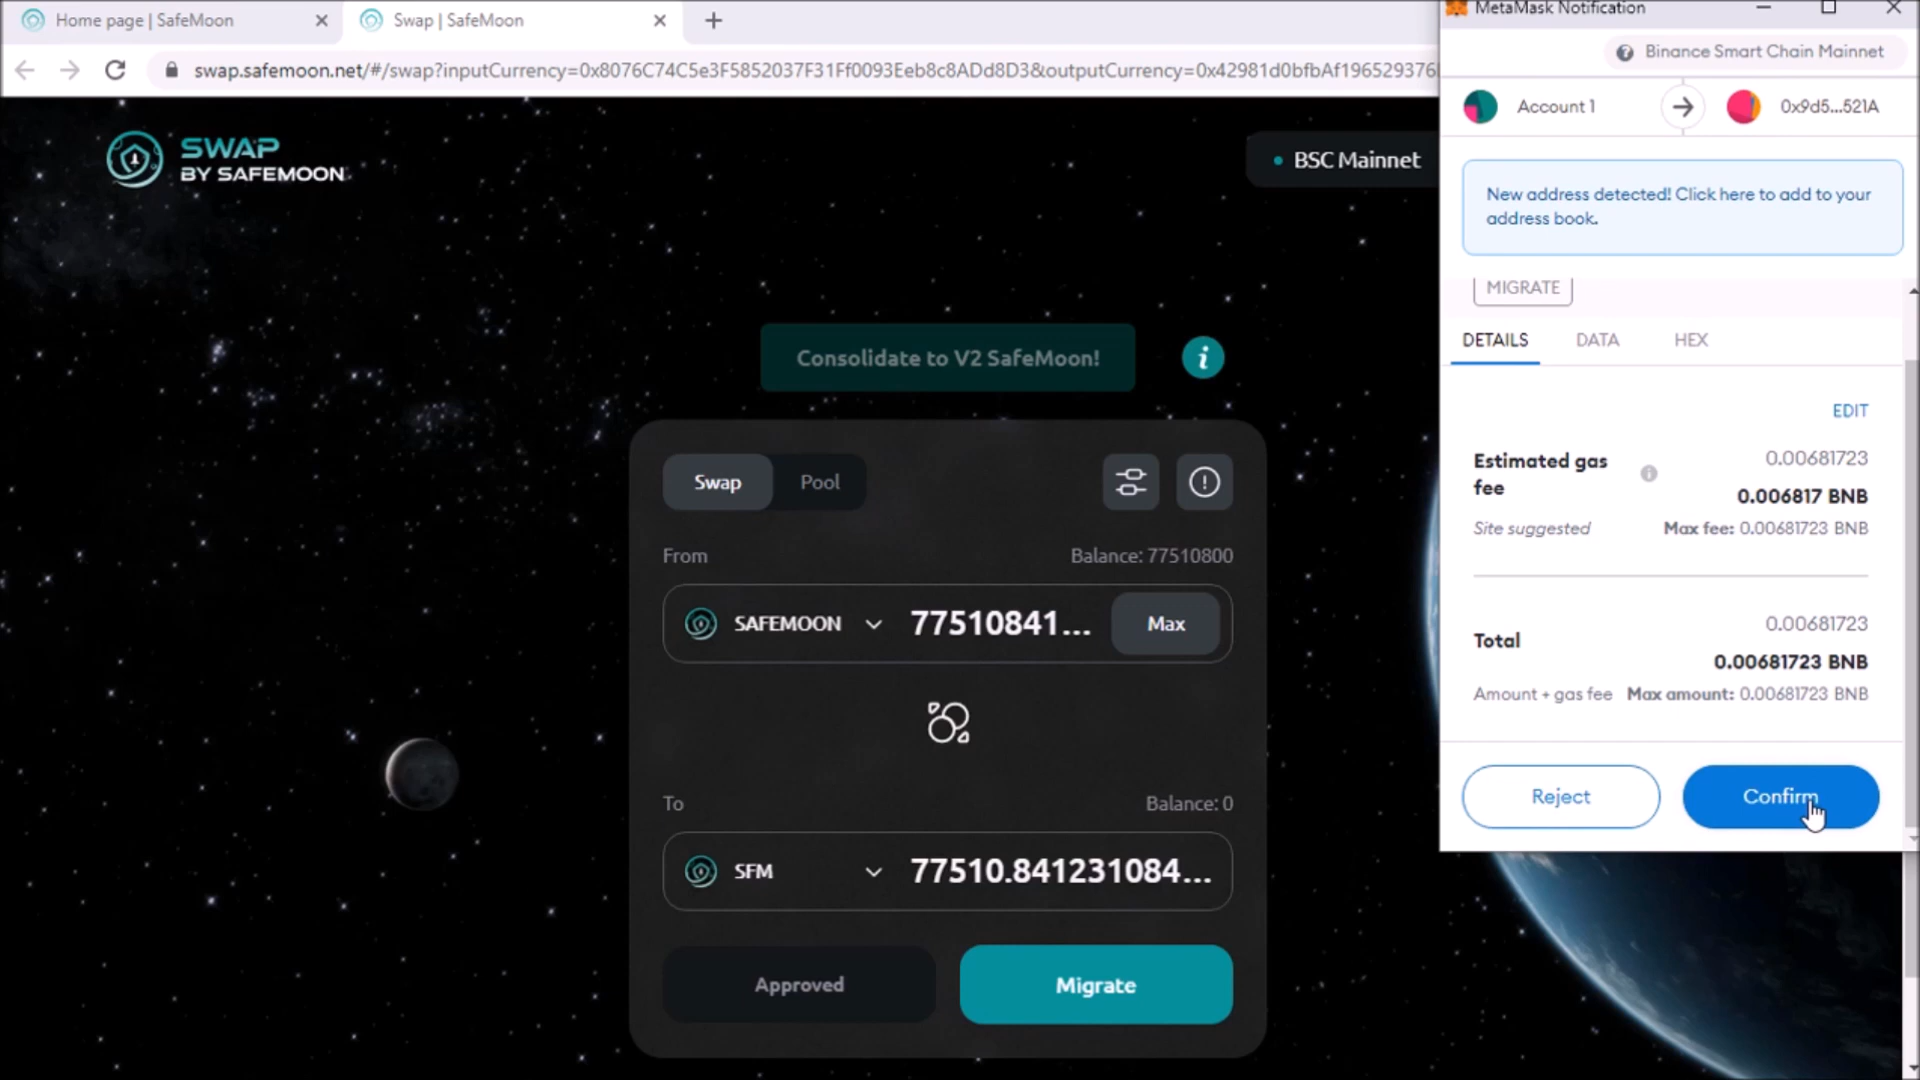 Home page | SafeMoon
Swap | SafeMoon
swap.safemoon.net/#/swap?inputCurrency=0x8076C74C5e3F5852037F31Ff0093Eeb8c8ADd8D3&outputCurrency=0x42981d0bfbAf196529376
SWAP
BY SAFEMOON
BSC Mainnet
Consolidate to V2 SafeMoon!
i
Swap
Pool
From
Balance: 77510800
SAFEMOON
77510841...
Max
To
Balance: 0
SFM
77510.841231084...
Approved
Migrate
MetaMask Notification
Binance Smart Chain Mainnet
Account 1
0x9d5...521A
New address detected! Click here to add to your
address book.
MIGRATE
DETAILS
DATA
HEX
EDIT
Estimated gas
fee
0.00681723
0.006817 BNB
Site suggested
Max fee: 0.00681723 BNB
0.00681723
Total
0.00681723 BNB
Amount + gas fee
Max amount: 0.00681723 BNB
Reject
Confirm